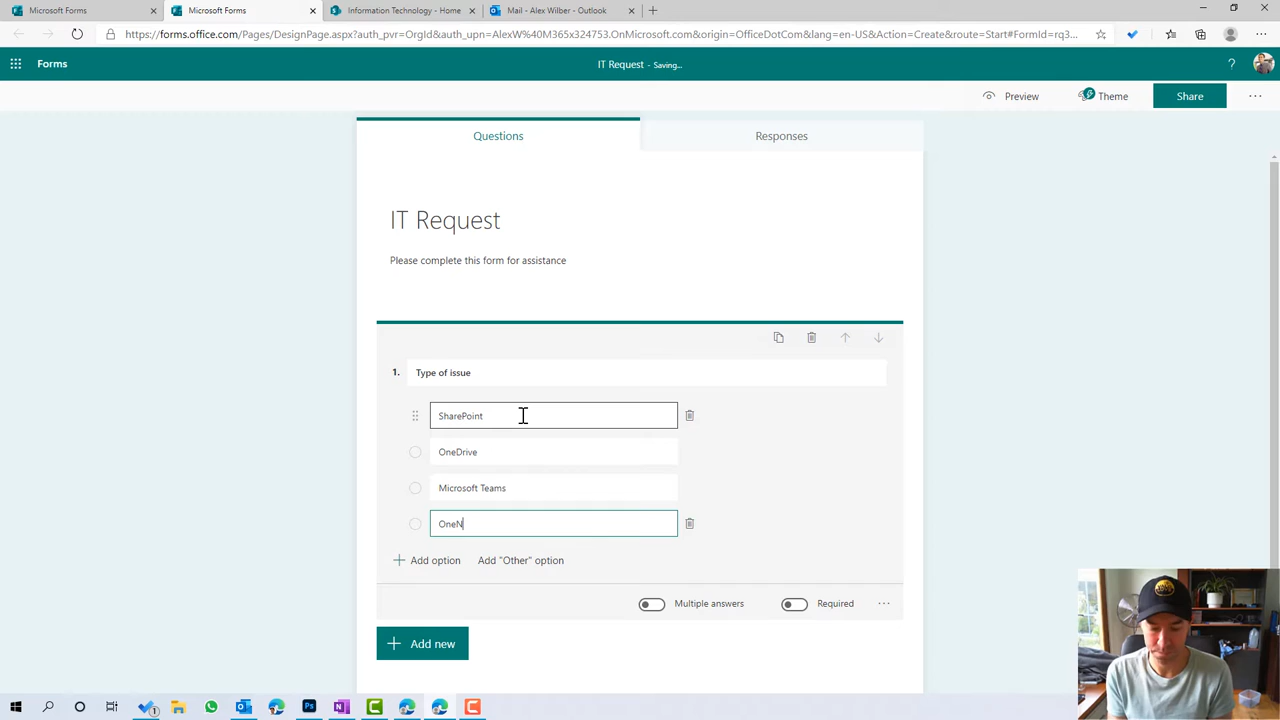 Microsoft Forms
Microsoft Forms
Information Technology - Home
Mail - Alex Wilber - Outlook
https://forms.office.com/Pages/DesignPage.aspx?auth_pvr=OrgId&auth_upn=AlexW%40M365x324753.OnMicrosoft.com&origin=OfficeDotCom&lang=en-US&Action=Create&route=Start#FormId=rq3...
Forms
IT Request - Saving...
?
Preview
Theme
Share
Questions
Responses
IT Request
Please complete this form for assistance
1. Type of issue
SharePoint
OneDrive
Microsoft Teams
OneN
Add option
Add "Other" option
Multiple answers
Required
Add new